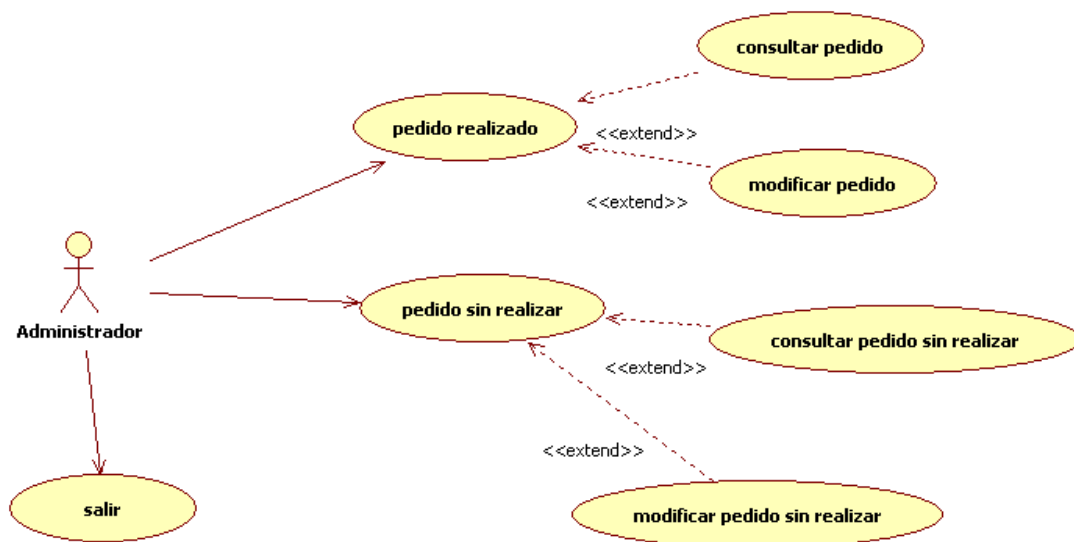 consultar pedido
pedido realizado
<<extend>>
modificar pedido
<<extend>>
Administrador
pedido sin realizar
consultar pedido sin realizar
<<extend>>
<<extend>>
salir
modificar pedido sin realizar